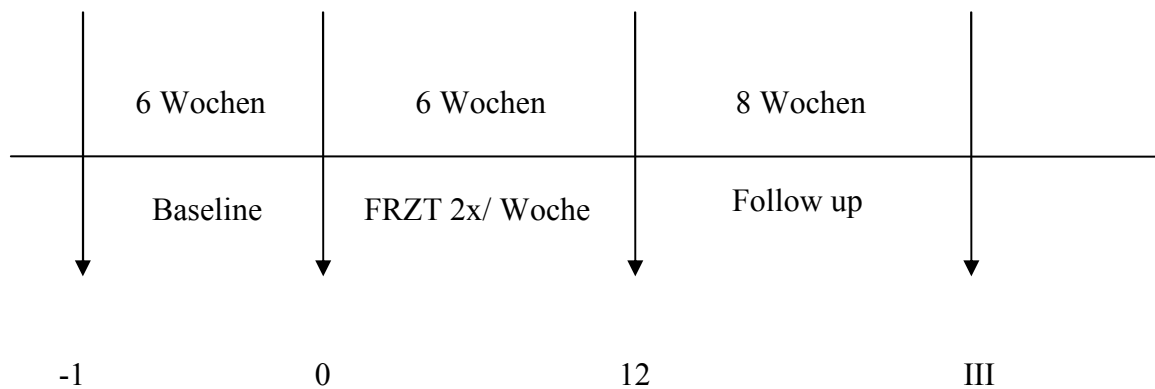 6 Wochen 6 Wochen 8 Wochen
Baseline FRZT 2x/ Woche Follow up
-1 0 12 III